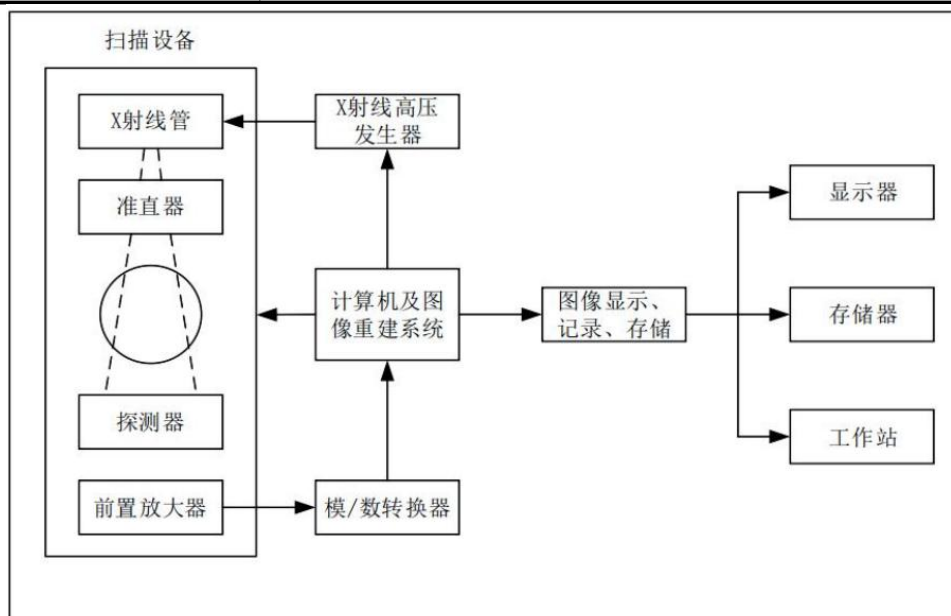 扫描设备
X射线管
X射线高压
发生器
准直器
显示器
计算机及图
像重建系统
图像显示、
记录、存储
存储器
探测器
工作站
前置放大器
模/数转换器